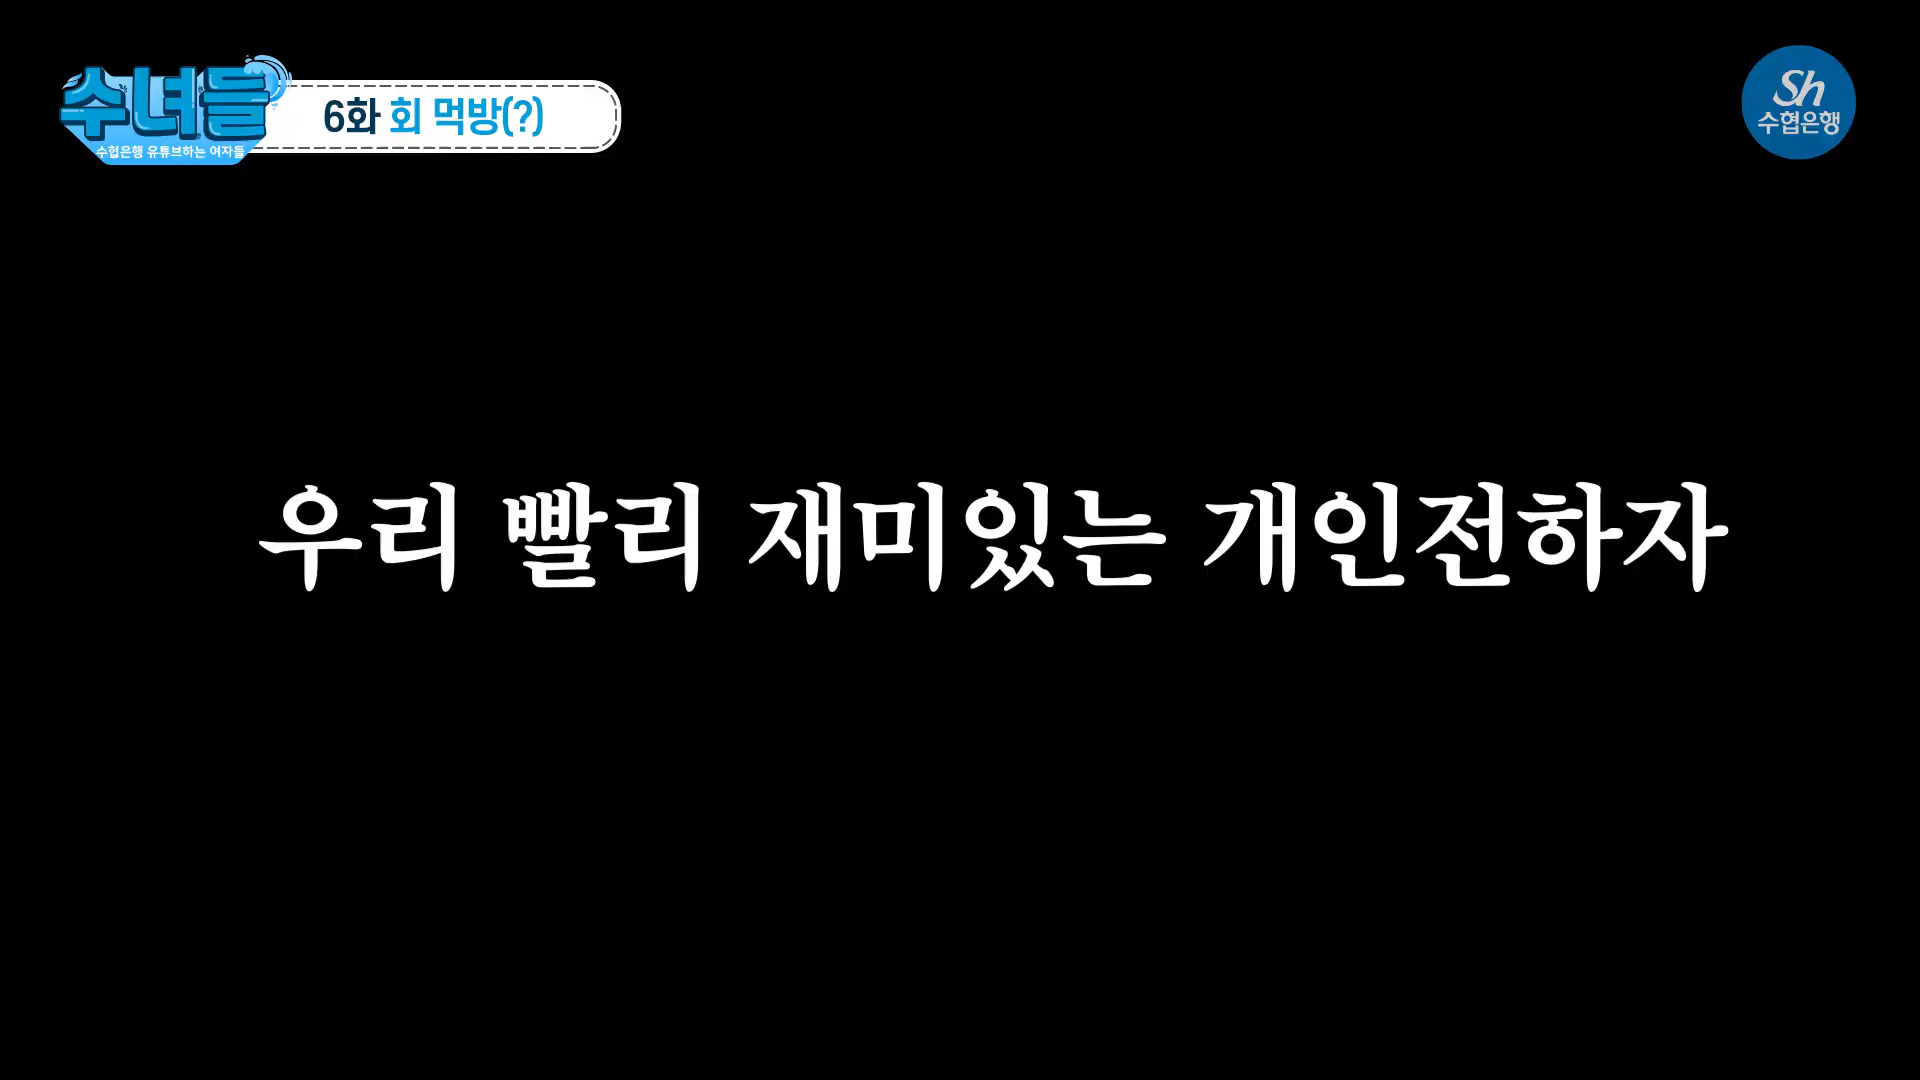 수녀들
수협은행 유튜브하는 여자들
6화 회 먹방(?)
Sh
수협은행
우리 빨리 재미있는 개인전하자